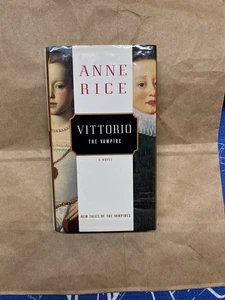 ANNE
RICE
VITTORIO
THE VAMPIRE
A NOVEL
NEW TALES OF THE VAMPIRES